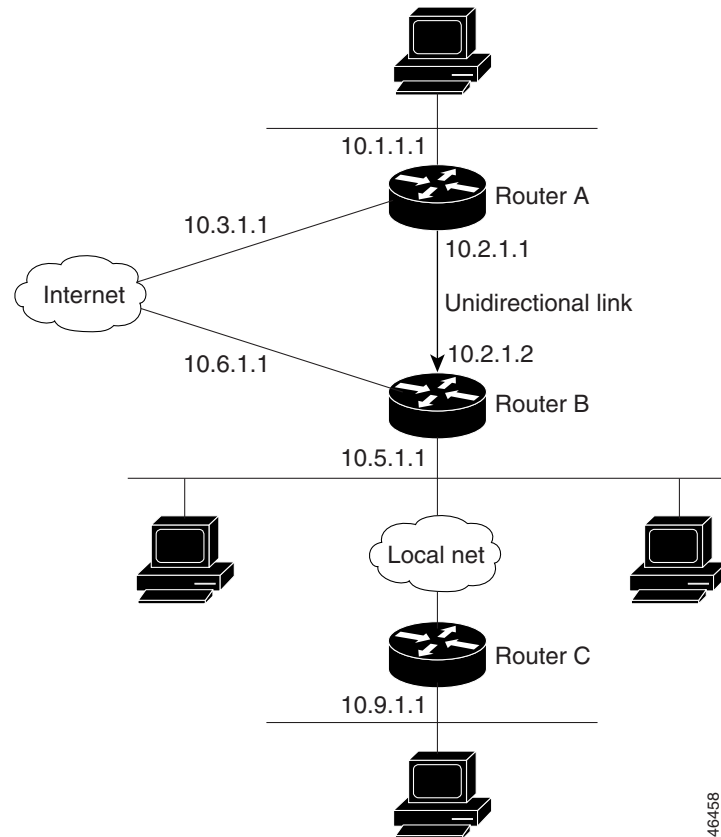 10.1.1.1
Router A
10.3.1.1
10.2.1.1
Internet
Unidirectional link
10.2.1.2
10.6.1.1
Router B
10.5.1.1
Local net
Router C
10.9.1.1
46458